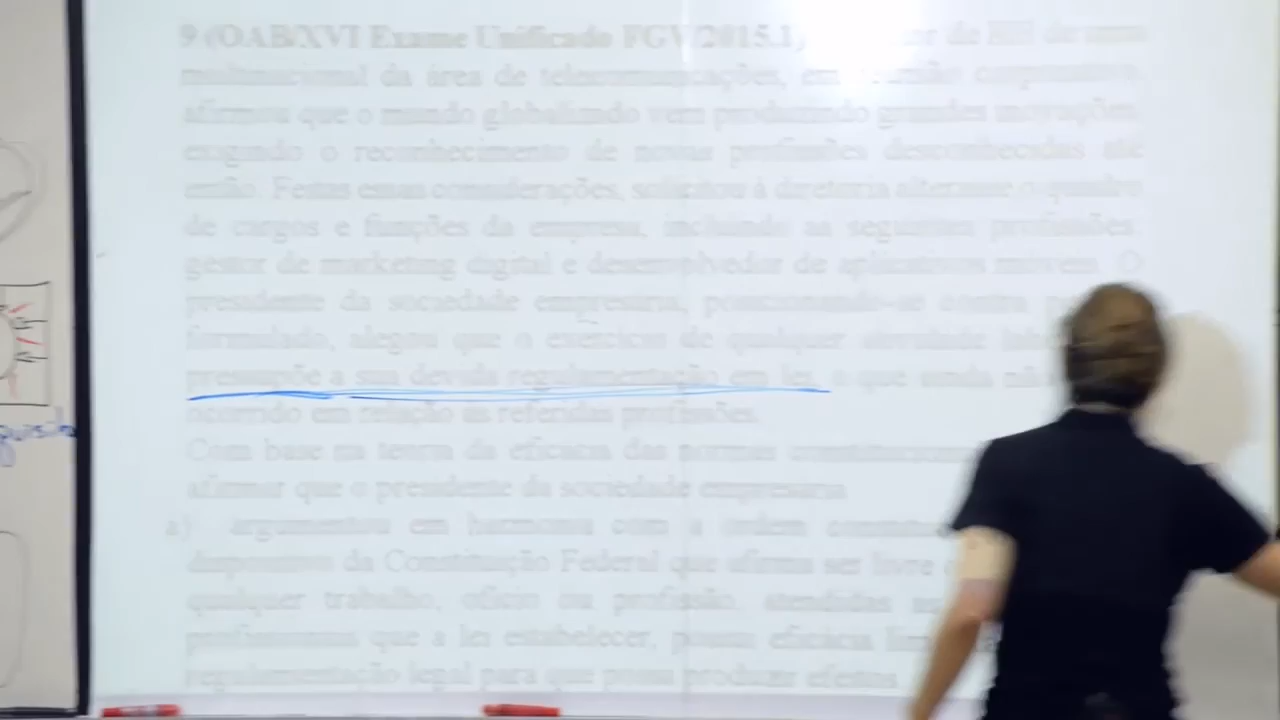 9 (OAB/XVI Exame Unificado FGV/2015.1) de RH de uma
multinacional da área de telecomunicações, em reunião corporativa,
afirmou que o mundo globalizado vem produzindo grandes inovações,
exigindo o reconhecimento de novas profissões desconhecidas até
então. Feitas essas considerações, solicitou à diretoria alterasse o quadro
de cargos e funções da empresa, incluindo as seguintes profissões:
gestor de marketing digital e desenvolvedor de aplicativos móveis. O
presidente da sociedade empresária, posicionando-se contra
formulado, alegou que o exercício de qualquer atividade
pressupõe a sua devida regulamentação em lei, o que ainda
ocorreu em relação às referidas profissões.
Com base na teoria da eficácia das normas
afirmar que o presidente da sociedade empresária
a) argumentou em harmonia com a ordem
dispositivo da Constituição Federal que afirma ser livre
qualquer trabalho, ofício ou profissão, atendidas
profissionais que a lei estabelecer, possui eficácia
regulamentação legal para que possa produzir efeitos.